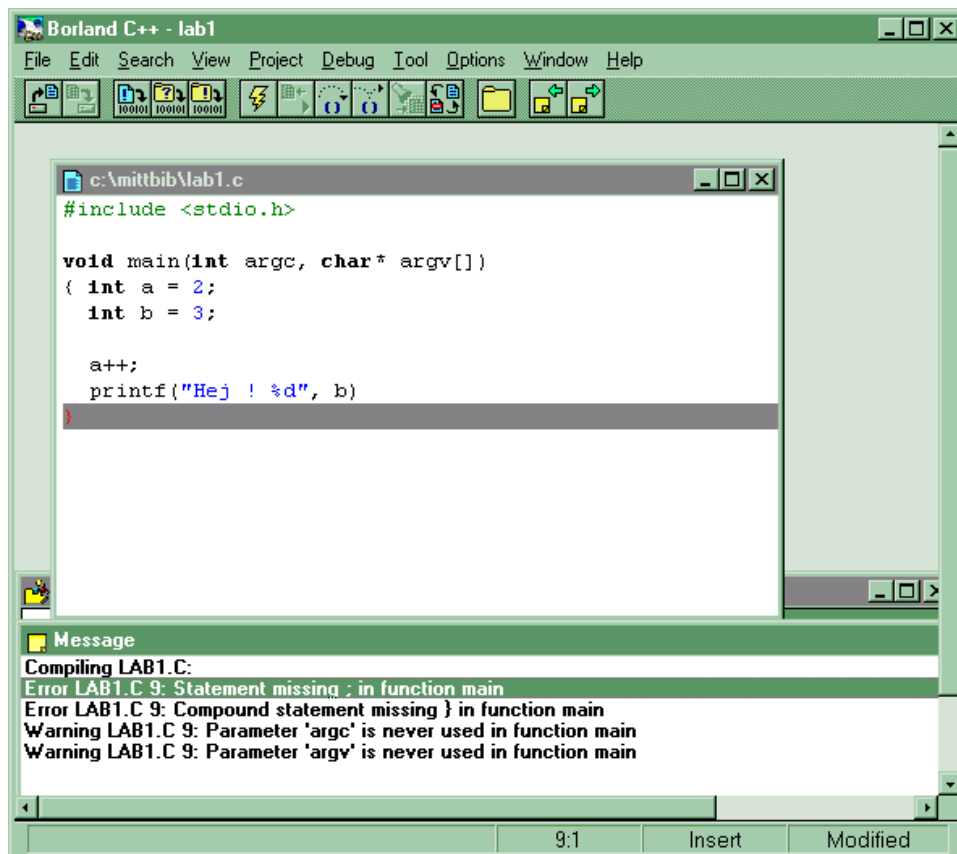 Borland C++ - lab1
File Edit Search View Project Debug Tool Options Window Help
c:\mittbib\lab1.c
#include <stdio.h>
void main(int argc, char* argv[])
{ int a = 2;
int b = 3;
a++;
printf("Hej ! %d", b)
}
Message
Compiling LAB1.C:
Error LAB1.C 9: Statement missing ; in function main
Error LAB1.C 9: Compound statement missing } in function main
Warning LAB1.C 9: Parameter 'argc' is never used in function main
Warning LAB1.C 9: Parameter 'argv' is never used in function main
9:1 Insert Modified